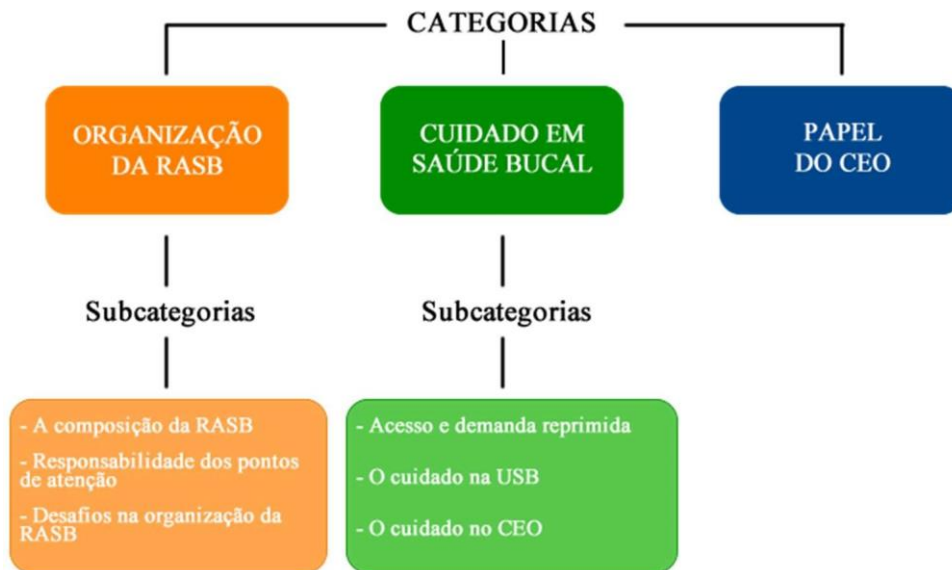 CATEGORIAS
ORGANIZAÇÃO
DA RASB
CUIDADO EM
SAÚDE BUCAL
PAPEL
DO CEO
Subcategorias
Subcategorias
- A composição da RASB
- Responsabilidade dos pontos
de atenção
- Desafios na organização da
RASB
- Acesso e demanda reprimida
- O cuidado na USB
- O cuidado no CEO